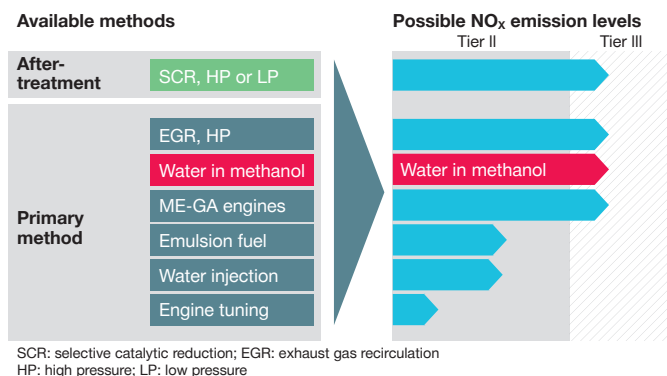 Available methods
Possible NOx emission levels
Tier II
Tier III
After-
treatment
SCR, HP or LP
Primary
method
EGR, HP
Water in methanol
Water in methanol
ME-GA engines
Emulsion fuel
Water injection
Engine tuning
SCR: selective catalytic reduction; EGR: exhaust gas recirculation
HP: high pressure; LP: low pressure